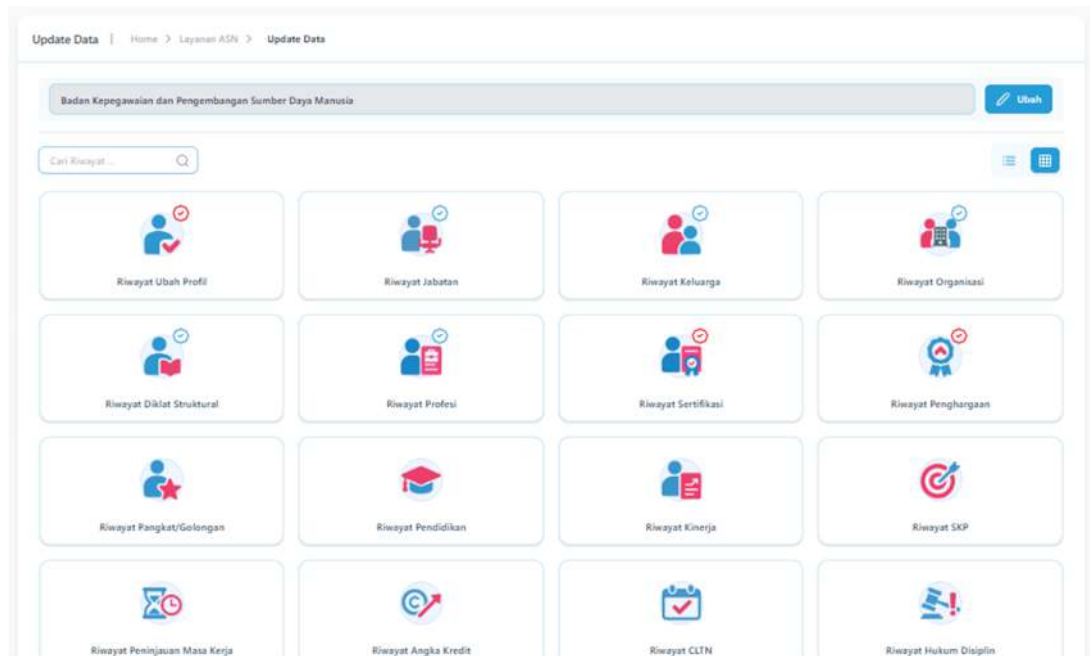 Update Data | Home > Layanan ASN > Update Data
Badan Kepegawaian dan Pengembangan Sumber Daya Manusia
Ubah
Cari Riwayat ...
Riwayat Ubah Profil
Riwayat Jabatan
Riwayat Keluarga
Riwayat Organisasi
Riwayat Diklat Struktural
Riwayat Profesi
Riwayat Sertifikasi
Riwayat Penghargaan
Riwayat Pangkat/Golongan
Riwayat Pendidikan
Riwayat Kinerja
Riwayat SKP
Riwayat Peninjauan Masa Kerja
Riwayat Angka Kredit
Riwayat CLTN
Riwayat Hukum Disiplin